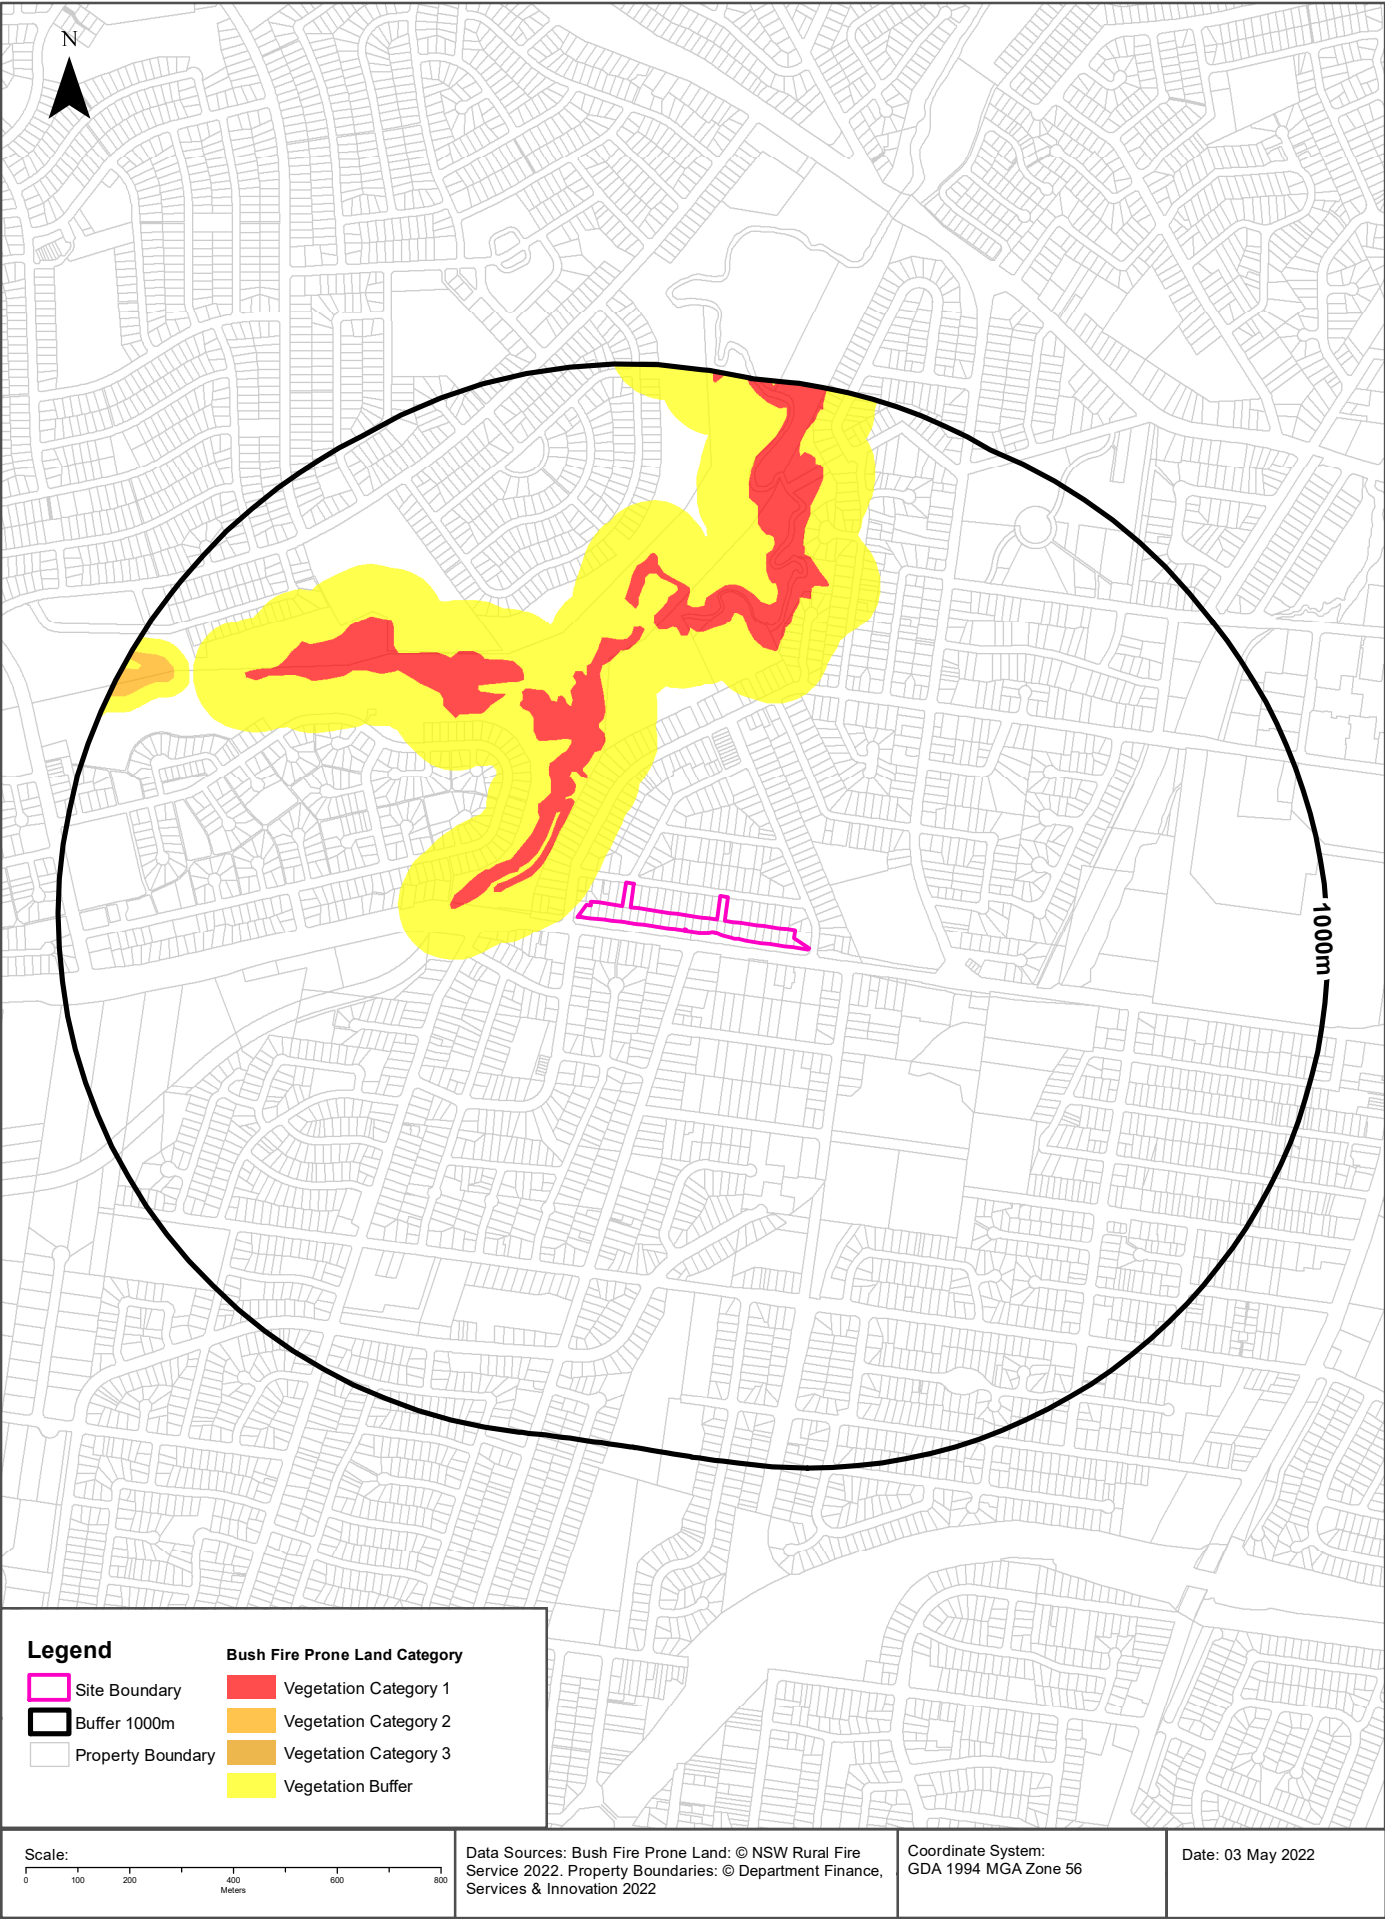 N
1000m
Legend
Site Boundary
Buffer 1000m
Property Boundary
Bush Fire Prone Land Category
Vegetation Category 1
Vegetation Category 2
Vegetation Category 3
Vegetation Buffer
Scale:
0 100 200 400 600 800
Meters
Data Sources: Bush Fire Prone Land: © NSW Rural Fire
Service 2022. Property Boundaries: © Department Finance,
Services & Innovation 2022
Coordinate System:
GDA 1994 MGA Zone 56
Date: 03 May 2022